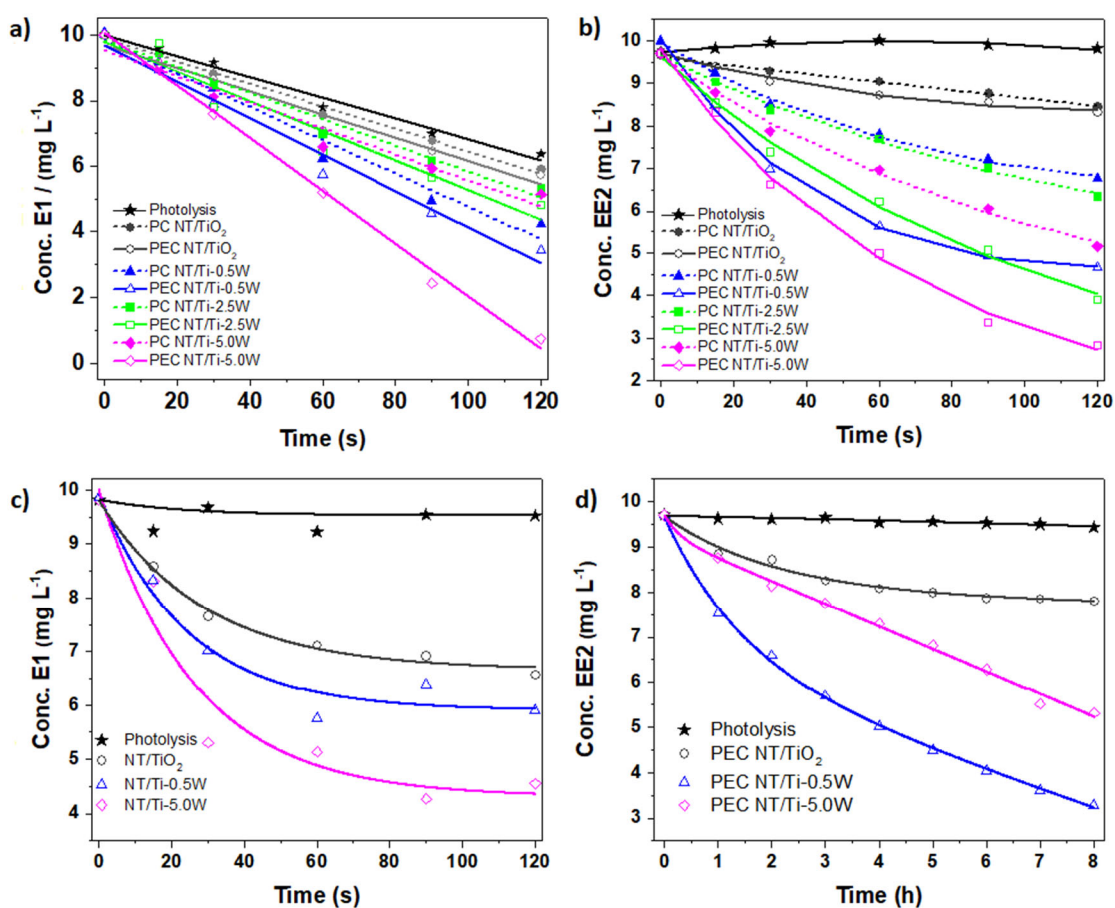 a)
Conc. E1 / (mg L⁻¹)
10
8
6
4
2
0
Photolysis
PC NT/TiO₂
PEC NT/TiO₂
PC NT/Ti-0.5W
PEC NT/Ti-0.5W
PC NT/Ti-2.5W
PEC NT/Ti-2.5W
PC NT/Ti-5.0W
PEC NT/Ti-5.0W
0 20 40 60 80 100 120
Time (s)
b)
Conc. EE2 (mg L⁻¹)
10
9
8
7
6
5
4
3
2
Photolysis
PC NT/TiO₂
PEC NT/TiO₂
PC NT/Ti-0.5W
PEC NT/Ti-0.5W
PC NT/Ti-2.5W
PEC NT/Ti-2.5W
PC NT/Ti-5.0W
PEC NT/Ti-5.0W
0 20 40 60 80 100 120
Time (s)
c)
Conc. E1 (mg L⁻¹)
10
9
8
7
6
5
4
Photolysis
NT/TiO₂
NT/Ti-0.5W
NT/Ti-5.0W
0 20 40 60 80 100 120
Time (s)
d)
Conc. EE2 (mg L⁻¹)
10
9
8
7
6
5
4
3
Photolysis
PEC NT/TiO₂
PEC NT/Ti-0.5W
PEC NT/Ti-5.0W
0 1 2 3 4 5 6 7 8
Time (h)